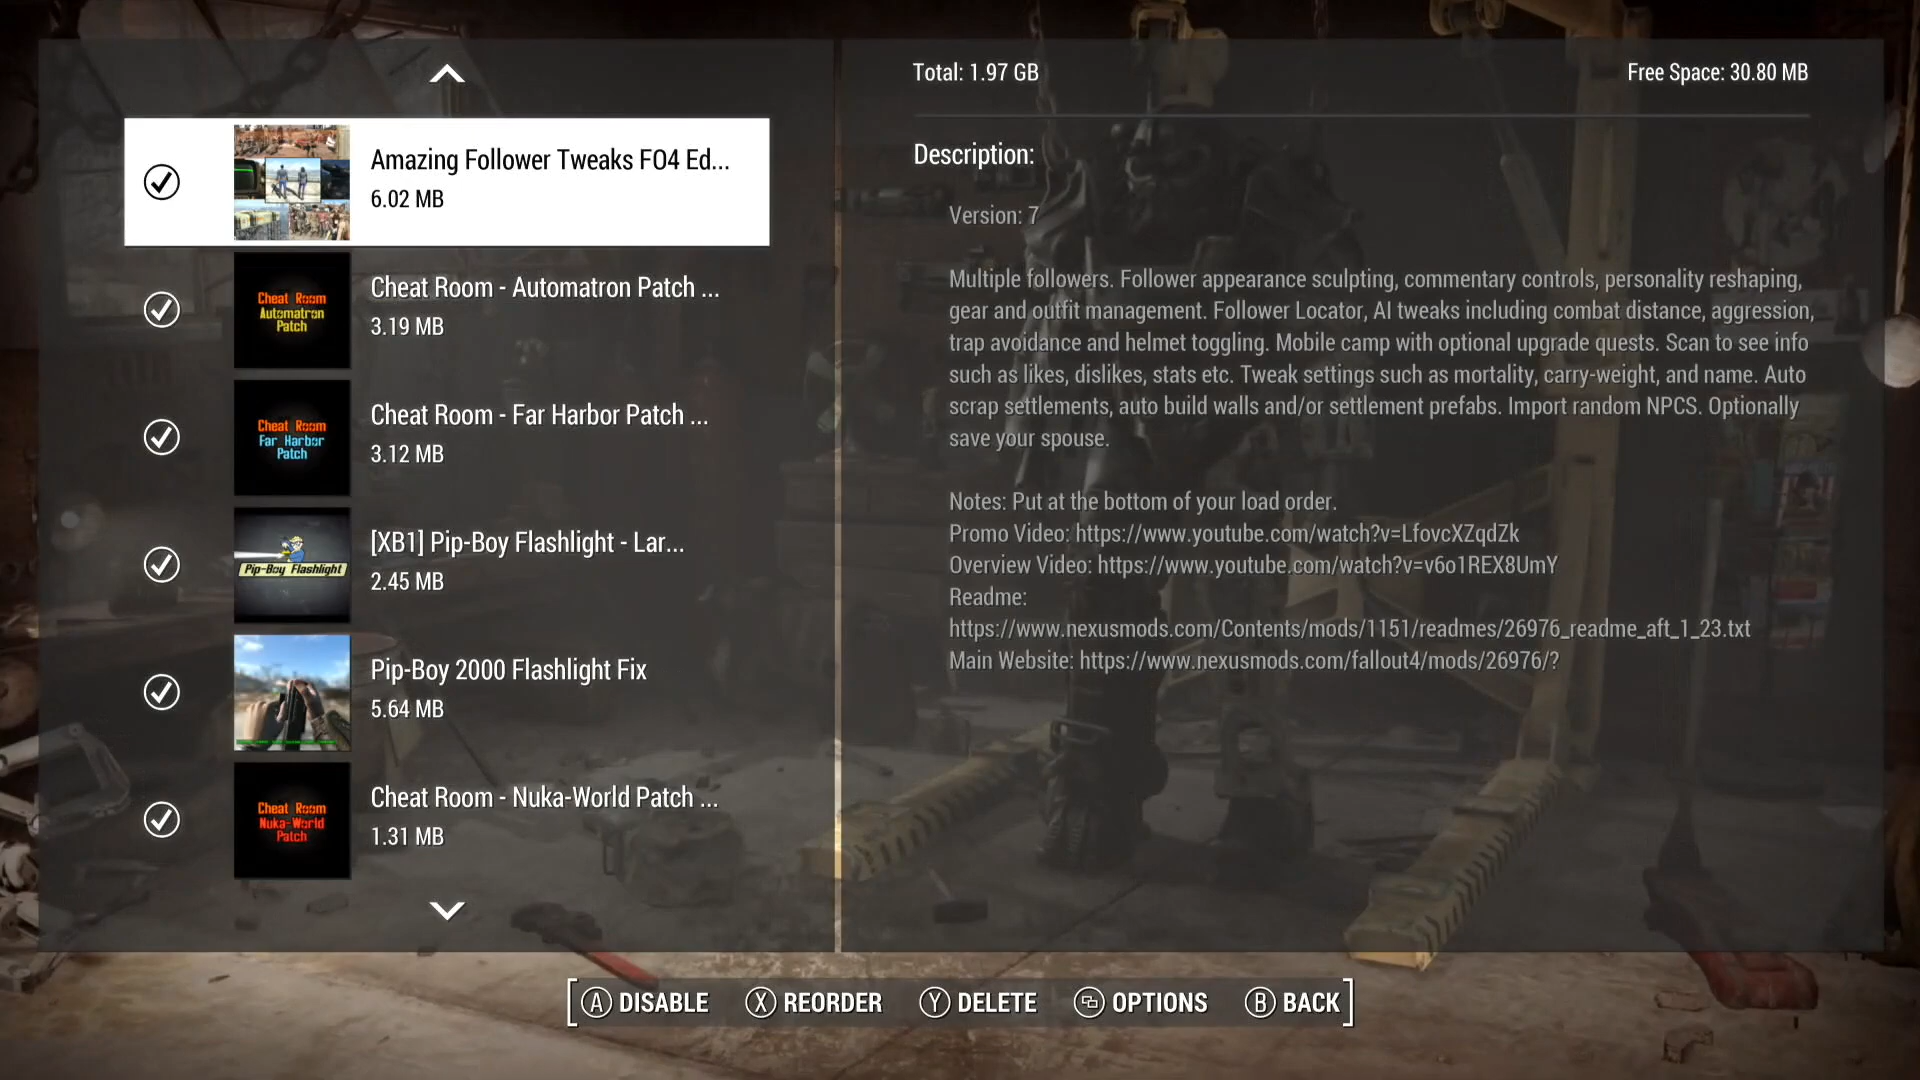 Total: 1.97 GB
Free Space: 30.80 MB
Amazing Follower Tweaks FO4 Ed...
6.02 MB
Cheat Room
Automatron
Patch
Cheat Room - Automatron Patch ...
3.19 MB
Cheat Room
Far Harbor
Patch
Cheat Room - Far Harbor Patch ...
3.12 MB
Pip-Boy Flashlight
[XB1] Pip-Boy Flashlight - Lar...
2.45 MB
Pip-Boy 2000 Flashlight Fix
5.64 MB
Cheat Room
Nuka-World
Patch
Cheat Room - Nuka-World Patch ...
1.31 MB
Description:
Version: 7
Multiple followers. Follower appearance sculpting, commentary controls, personality reshaping,
gear and outfit management. Follower Locator, AI tweaks including combat distance, aggression,
trap avoidance and helmet toggling. Mobile camp with optional upgrade quests. Scan to see info
such as likes, dislikes, stats etc. Tweak settings such as mortality, carry-weight, and name. Auto
scrap settlements, auto build walls and/or settlement prefabs. Import random NPCS. Optionally
save your spouse.
Notes: Put at the bottom of your load order.
Promo Video: https://www.youtube.com/watch?v=LfovcXZqdZk
Overview Video: https://www.youtube.com/watch?v=v6o1REX8UmY
Readme:
https://www.nexusmods.com/Contents/mods/1151/readmes/26976_readme_aft_1_23.txt
Main Website: https://www.nexusmods.com/fallout4/mods/26976/?
A DISABLE X REORDER Y DELETE OPTIONS B BACK